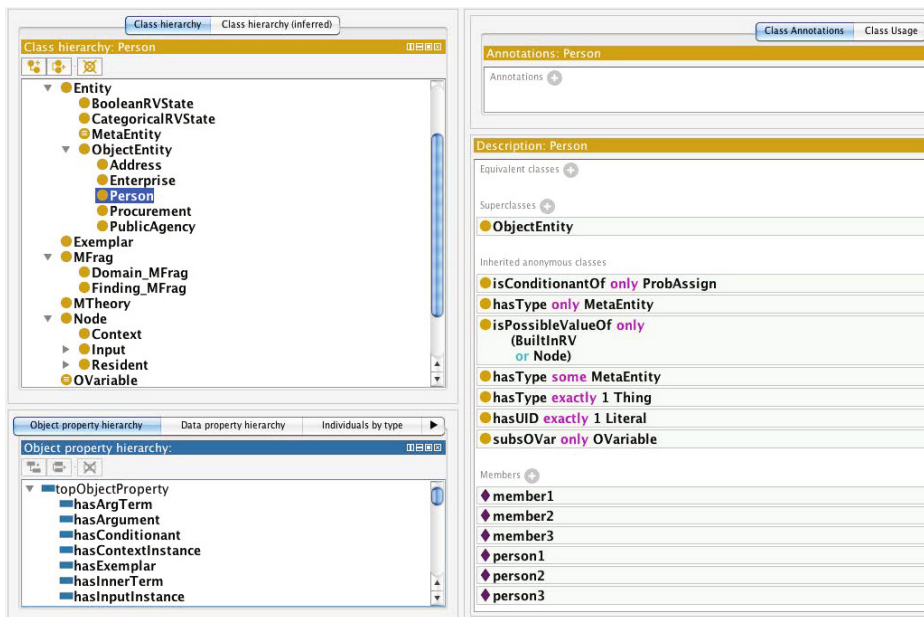 Class hierarchy
Class hierarchy (inferred)
Class hierarchy: Person
Entity
BooleanRVState
CategoricalRVState
MetaEntity
ObjectEntity
Address
Enterprise
Person
Procurement
PublicAgency
Exemplar
MFrag
Domain_MFrag
Finding_MFrag
MTheory
Node
Context
Input
Resident
OVariable
Object property hierarchy
Data property hierarchy
Individuals by type
Object property hierarchy:
topObjectProperty
hasArgTerm
hasArgument
hasConditionant
hasContextInstance
hasExemplar
hasInnerTerm
hasInputInstance
Class Annotations
Class Usage
Annotations: Person
Annotations
Description: Person
Equivalent classes
Superclasses
ObjectEntity
Inherited anonymous classes
isConditionantOf only ProbAssign
hasType only MetaEntity
isPossibleValueOf only
(BuiltInRV
or Node)
hasType some MetaEntity
hasType exactly 1 Thing
hasUID exactly 1 Literal
subsOVar only OVariable
Members
member1
member2
member3
person1
person2
person3